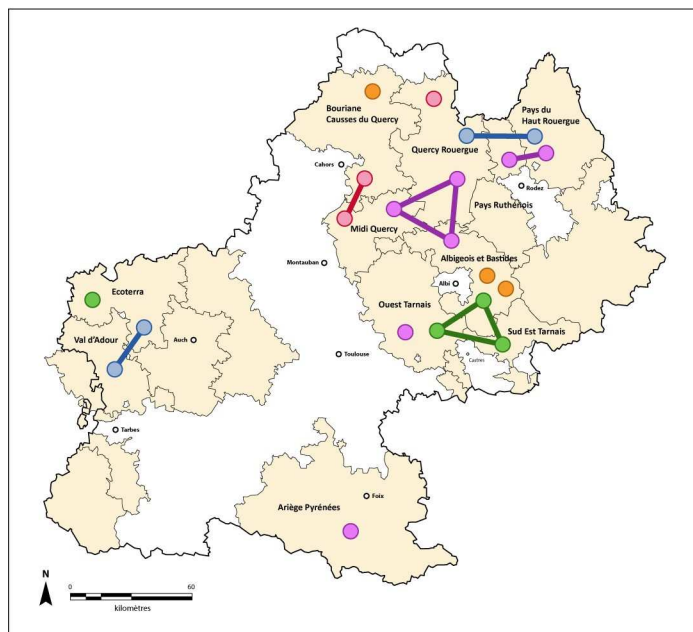 Bouriane
Causses du Quercy
Pays du
Haut Rouergue
Quercy Rouergue
Cahors
Rodez
Pays Ruthénois
Midi Quercy
Albigeois et Bastides
Montauban
Albi
Ecoterra
Ouest Tarnais
Val d'Adour
Auch
Sud Est Tarnais
Toulouse
Castres
Tarbes
Foix
Ariège Pyrénées
N
0
60
kilomètres